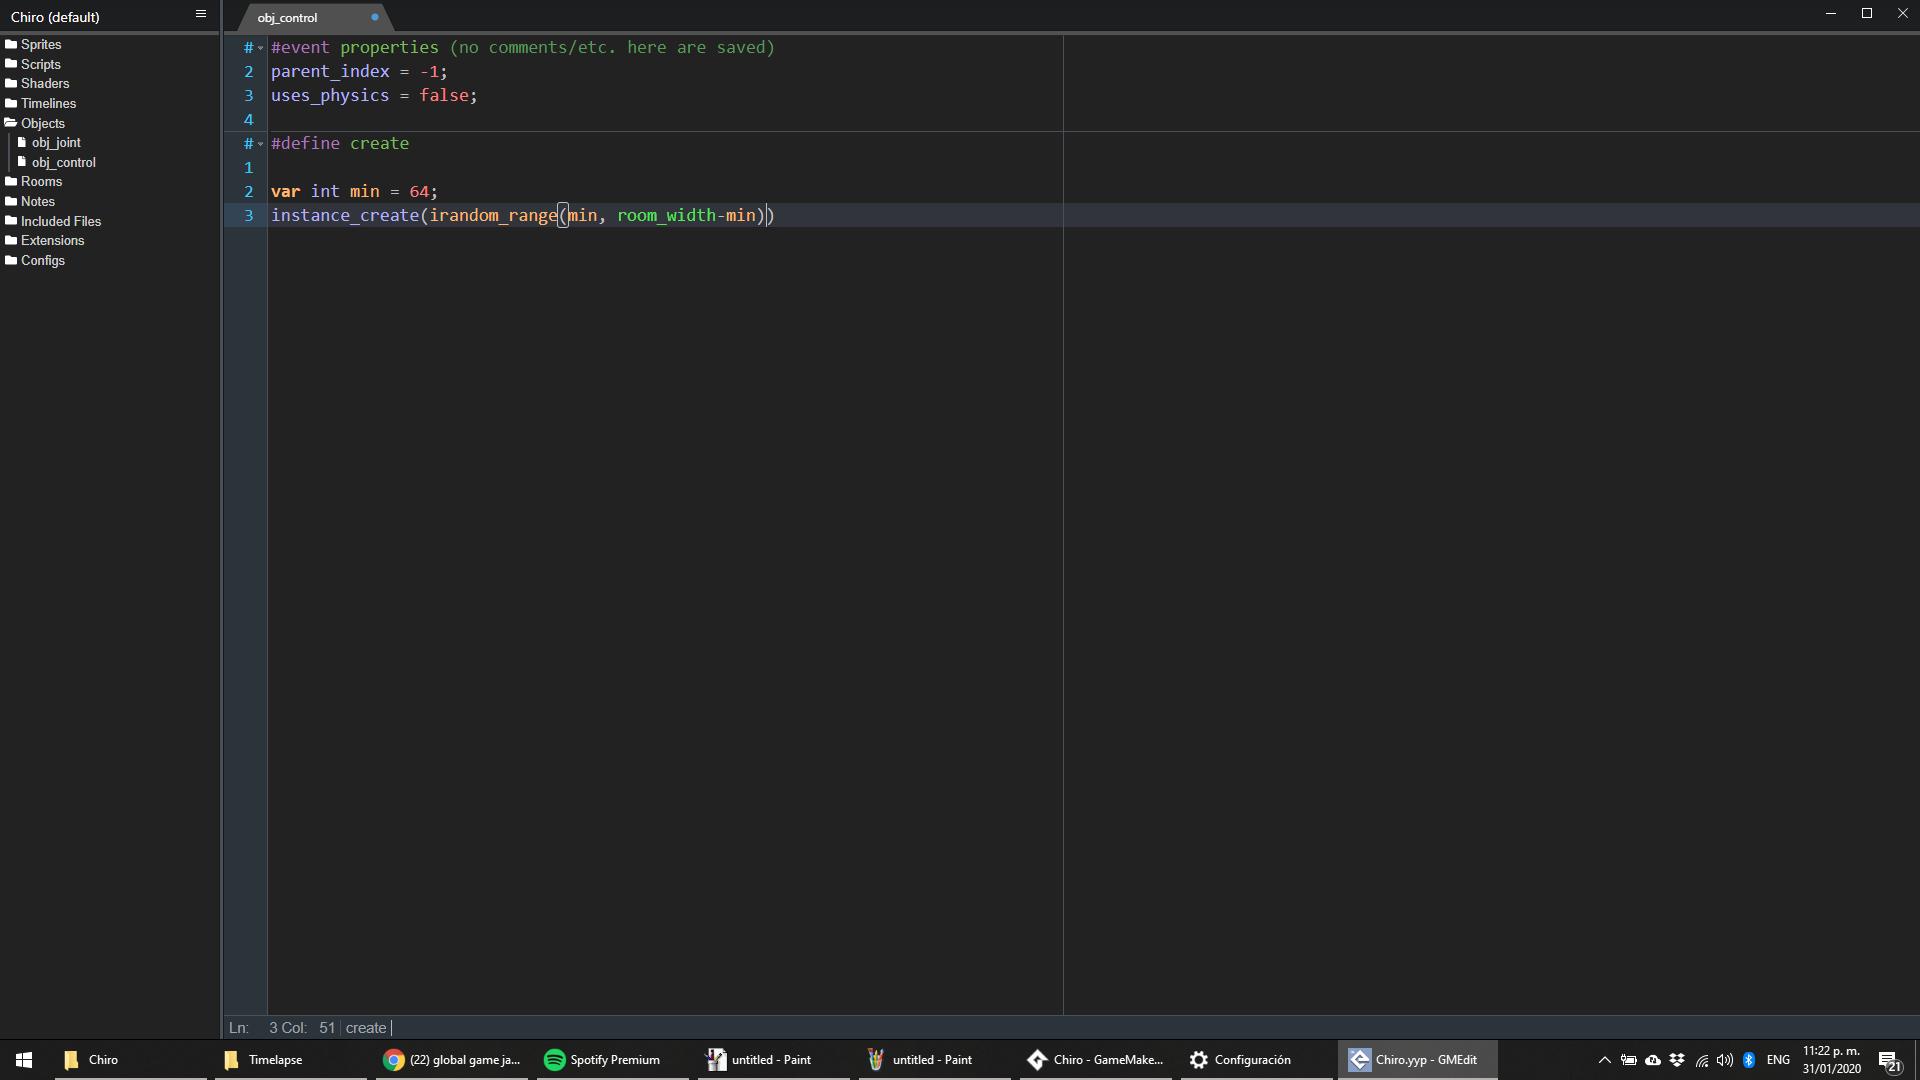 Chiro (default)
obj_control
Sprites
Scripts
Shaders
Timelines
Objects
obj_joint
obj_control
Rooms
Notes
Included Files
Extensions
Configs
# #event properties (no comments/etc. here are saved)
2 parent_index = -1;
3 uses_physics = false;
4
# #define create
1
2 var int min = 64;
3 instance_create(irandom_range(min, room_width-min))
Ln: 3 Col: 51 create
Chiro
Timelapse
(22) global game ja...
Spotify Premium
untitled - Paint
untitled - Paint
Chiro - GameMake...
Configuración
Chiro.yyp - GMEdit
ENG
11:22 p. m.
31/01/2020
21